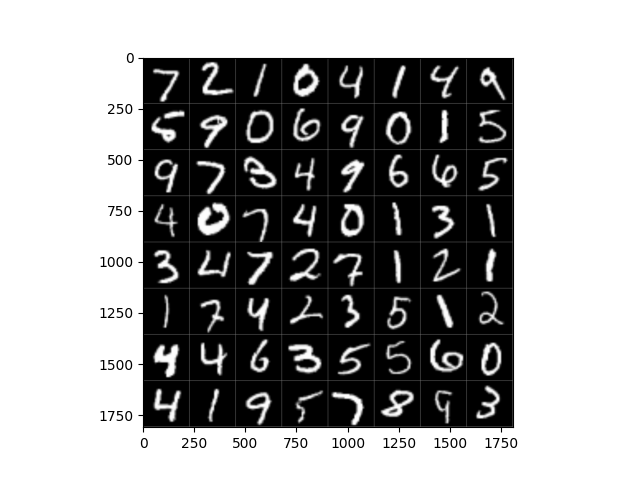 0
7 2 1 0 4 1 4 9
250
5 9 0 6 9 0 1 5
500
9 7 3 4 9 6 6 5
750
4 0 7 4 0 1 3 1
1000
3 4 7 2 7 1 2 1
1250
1 7 4 2 3 5 1 2
1500
4 4 6 3 5 5 6 0
1750
4 1 9 5 7 8 9 3
0 250 500 750 1000 1250 1500 1750